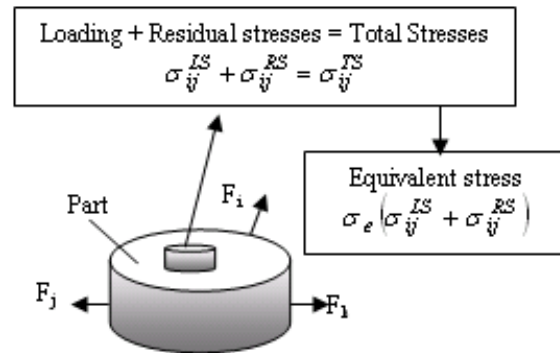 Loading + Residual stresses = Total Stresses
σ_ij^LS + σ_ij^RS = σ_ij^TS
Equivalent stress
σ_e(σ_ij^LS + σ_ij^RS)
Part
F_i
F_j